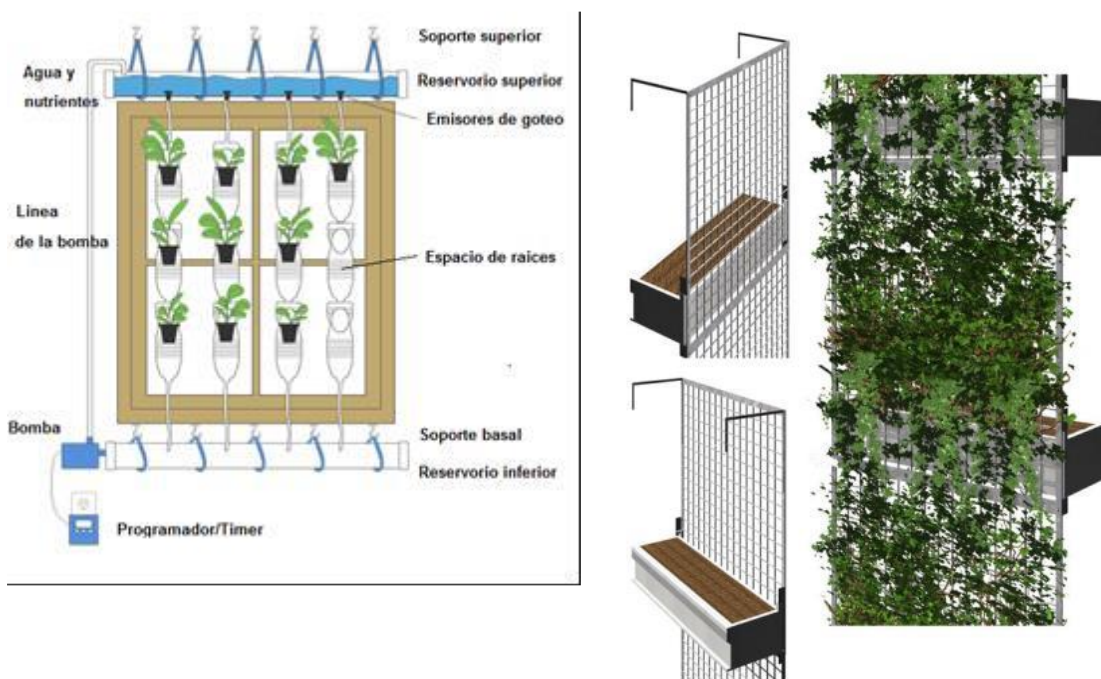 Soporte superior
Agua y
nutrientes
Reservorio superior
Emisores de goteo
Linea
de la bomba
Espacio de raices
Bomba
Soporte basal
Reservorio inferior
Programador/Timer